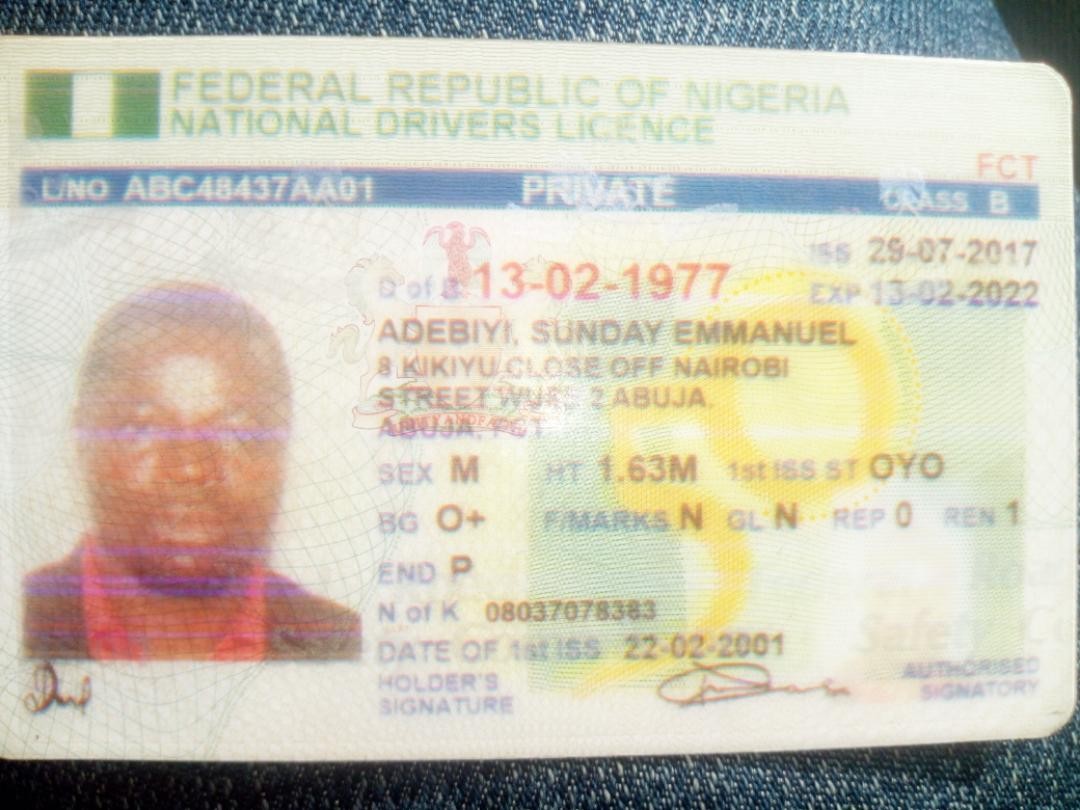 FEDERAL REPUBLIC OF NIGERIA
NATIONAL DRIVERS LICENCE
FCT
L/NO ABC48437AA01 PRIVATE CLASS B
ISS 29-07-2017
D of B 13-02-1977
EXP 13-02-2022
ADEBIYI, SUNDAY EMMANUEL
8 KIKIYU CLOSE OFF NAIROBI
STREET WUSE 2 ABUJA.
ABUJA, FCT
SEX M HT 1.63M 1st ISS ST OYO
BG O+ F/MARKS N GL N REP 0 REN 1
END P
N of K 08037078383
DATE OF 1st ISS 22-02-2001
HOLDER'S
SIGNATURE
AUTHORISED
SIGNATORY